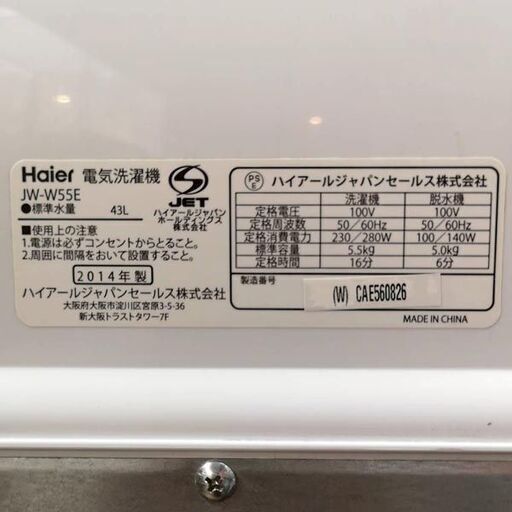 Haier 電気洗濯機
JW-W55E
●標準水量 43L
S
JET
ハイアールジャパン
ホールディングス
株式会社
■使用上の注意
1.電源は必ずコンセントからとること。
2.周囲に間隔をおいて設置すること。
2014年製
ハイアールジャパンセールス株式会社
大阪府大阪市淀川区宮原3-5-36
新大阪トラストタワー7F
PS
E
ハイアールジャパンセールス株式会社
洗濯機 脱水機
定格電圧 100V 100V
定格周波数 50/60Hz 50/60Hz
定格消費電力 230/280W 100/140W
標準容量 5.5kg 5.0kg
定格時間 16分 6分
製造番号
(W) CAE560826
MADE IN CHINA